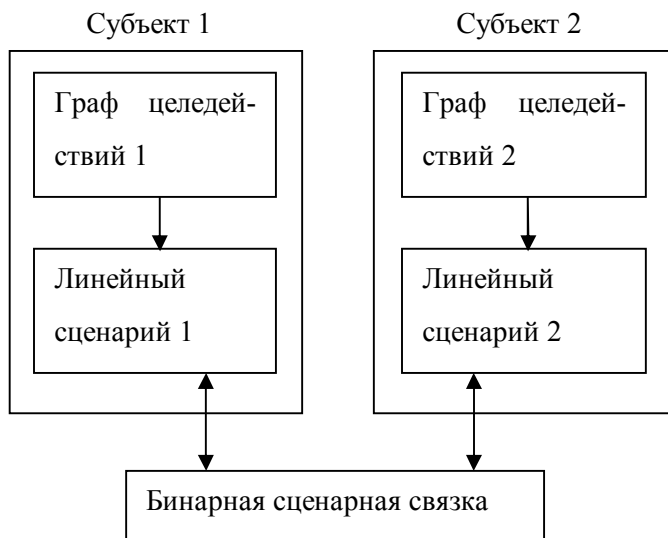 Субъект 1
Субъект 2
Граф целедей-
ствий 1
Граф целедей-
ствий 2
Линейный
сценарий 1
Линейный
сценарий 2
Бинарная сценарная связка